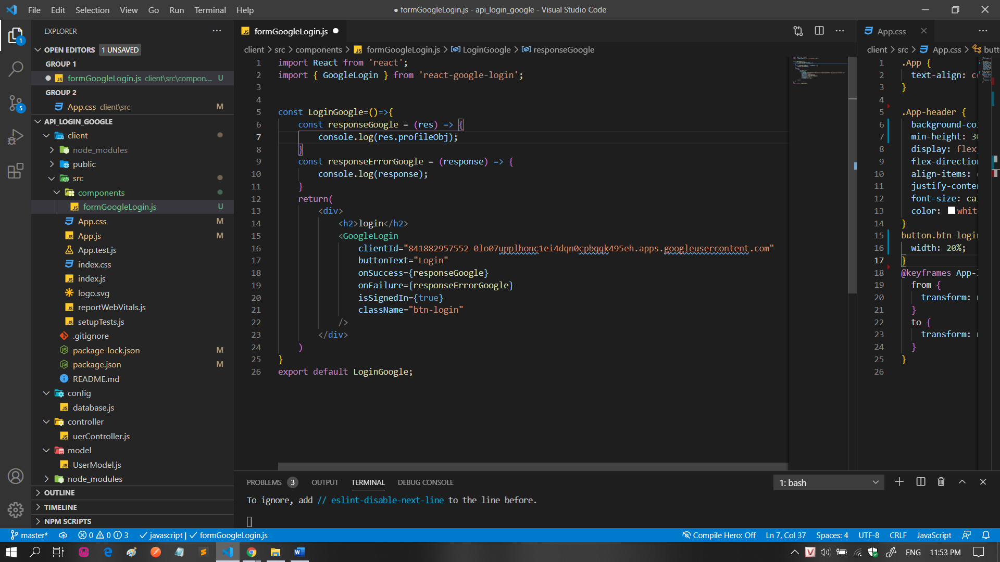 File Edit Selection View Go Run Terminal Help
● formGoogleLogin.js - api_login_google - Visual Studio Code
EXPLORER
OPEN EDITORS 1 UNSAVED
GROUP 1
formGoogleLogin.js client\src\compon... U
GROUP 2
App.css client\src M
API_LOGIN_GOOGLE
client
node_modules
public
src
components
formGoogleLogin.js U
App.css M
App.js M
App.test.js
index.css
index.js
logo.svg
reportWebVitals.js
setupTests.js
.gitignore
package-lock.json M
package.json M
README.md
config
database.js
controller
uerController.js
model
UserModel.js
node_modules
OUTLINE
TIMELINE
NPM SCRIPTS
formGoogleLogin.js
client > src > components > formGoogleLogin.js > LoginGoogle > responseGoogle
1 import React from 'react';
2 import { GoogleLogin } from 'react-google-login';
3
4
5 const LoginGoogle=()=>{
6 const responseGoogle = (res) => {
7 console.log(res.profileObj);
8 }
9 const responseErrorGoogle = (response) => {
10 console.log(response);
11 }
12 return(
13 <div>
14 <h2>login</h2>
15 <GoogleLogin
16 clientId="841882957552-0lo07upplhonc1ei4dqn0cpbqqk495eh.apps.googleusercontent.com"
17 buttonText="Login"
18 onSuccess={responseGoogle}
19 onFailure={responseErrorGoogle}
20 isSignedIn={true}
21 className="btn-login"
22 />
23 </div>
24 )
25 }
26 export default LoginGoogle;
App.css
client > src > App.css > butt
1 .App {
2 text-align: ce
3 }
4
5 .App-header {
6 background-col
7 min-height: 30
8 display: flex
9 flex-direction
10 align-items:
11 justify-conten
12 font-size: cal
13 color: whit
14 }
15 button.btn-login
16 width: 20%;
17 }
18 @keyframes App-l
19 from {
20 transform: r
21 }
22 to {
23 transform: r
24 }
25 }
26
PROBLEMS 3 OUTPUT TERMINAL DEBUG CONSOLE 1: bash
To ignore, add // eslint-disable-next-line to the line before.
master* 0 0 3 javascript | formGoogleLogin.js Compile Hero: Off Ln 7, Col 37 Spaces: 4 UTF-8 CRLF JavaScript
ENG 11:53 PM